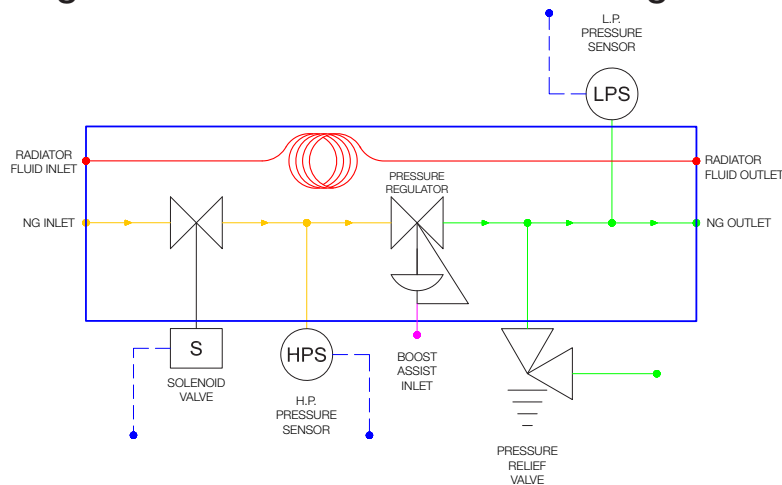 L.P.
PRESSURE
SENSOR
LPS
RADIATOR
FLUID INLET
PRESSURE
REGULATOR
RADIATOR
FLUID OUTLET
NG INLET
NG OUTLET
S
HPS
SOLENOID
VALVE
BOOST
ASSIST
INLET
H.P.
PRESSURE
SENSOR
PRESSURE
RELIEF
VALVE